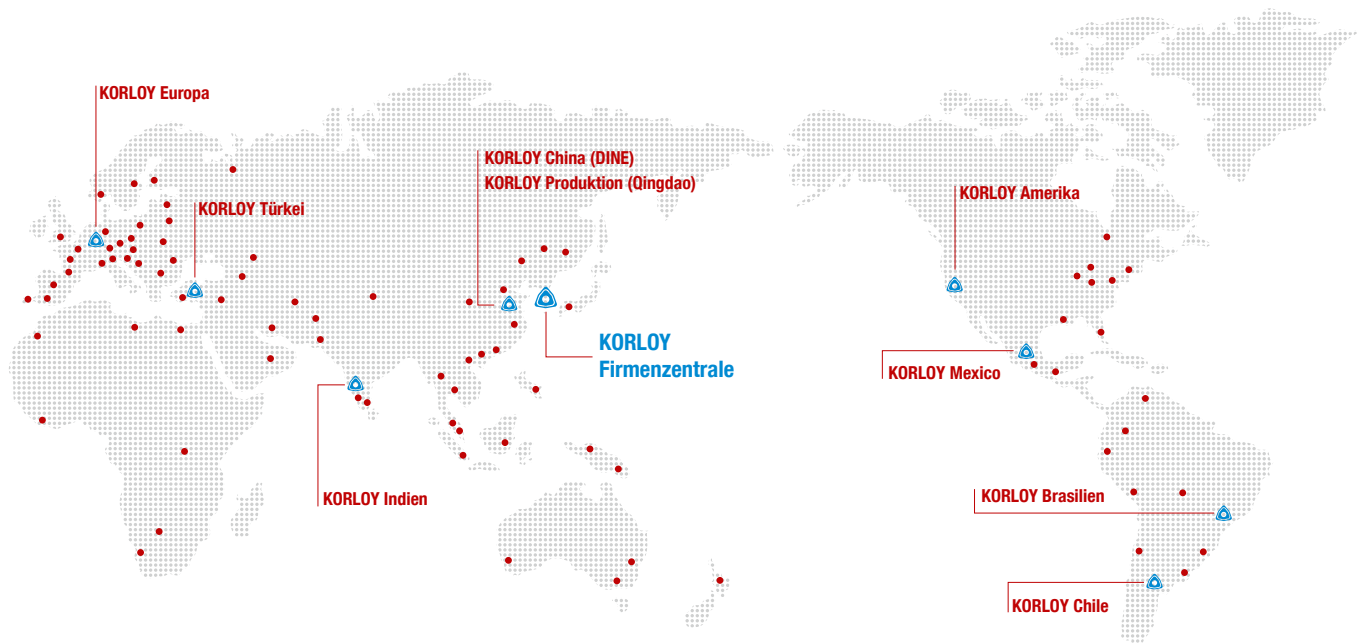 KORLOY Europa
KORLOY China (DINE)
KORLOY Produktion (Qingdao)
KORLOY Amerika
KORLOY Türkei
KORLOY
Firmenzentrale
KORLOY Mexico
KORLOY Indien
KORLOY Brasilien
KORLOY Chile